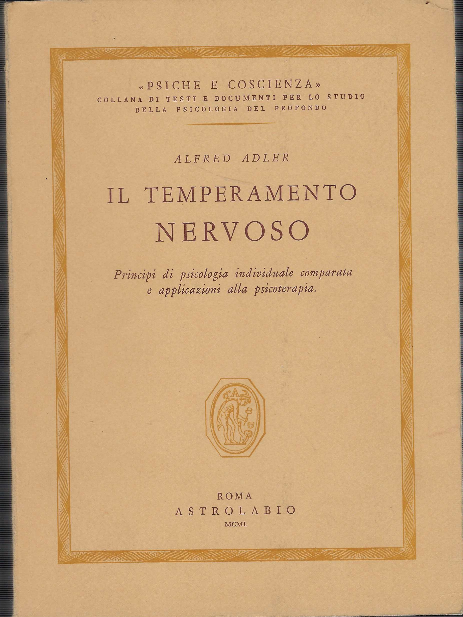 «PSICHE E COSCIENZA»
COLLANA DI TESTI E DOCUMENTI PER LO STUDIO
DELLA PSICOLOGIA DEL PROFONDO
ALFRED ADLER
IL TEMPERAMENTO
NERVOSO
Principî di psicologia individuale comparata
e applicazioni alla psicoterapia.
ROMA
ASTROLABIO